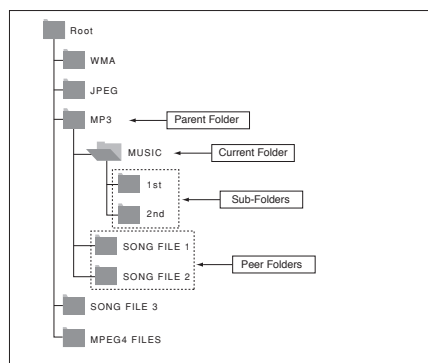 Root
WMA
JPEG
MP3 Parent Folder
MUSIC Current Folder
1st
Sub-Folders
2nd
SONG FILE 1
Peer Folders
SONG FILE 2
SONG FILE 3
MPEG4 FILES